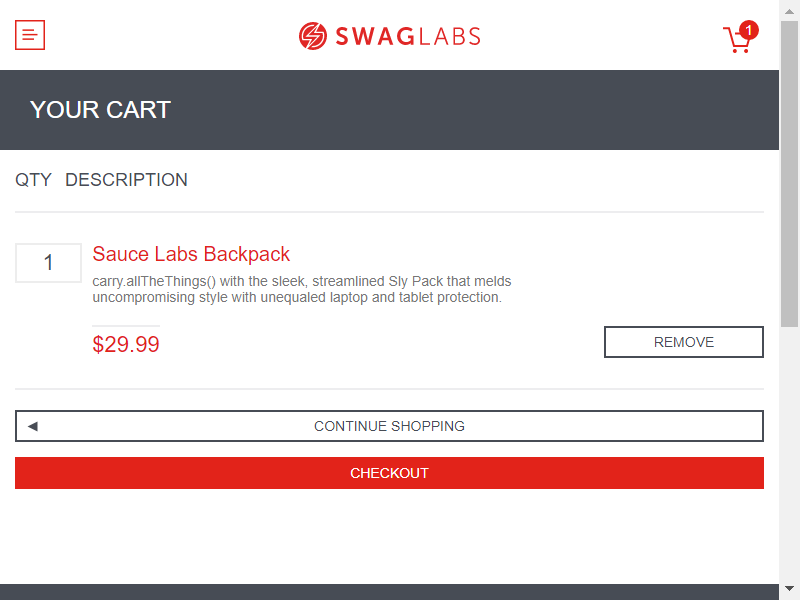 SWAGLABS
1
YOUR CART
QTY DESCRIPTION
1
Sauce Labs Backpack
carry.allTheThings() with the sleek, streamlined Sly Pack that melds
uncompromising style with unequaled laptop and tablet protection.
$29.99
REMOVE
CONTINUE SHOPPING
CHECKOUT